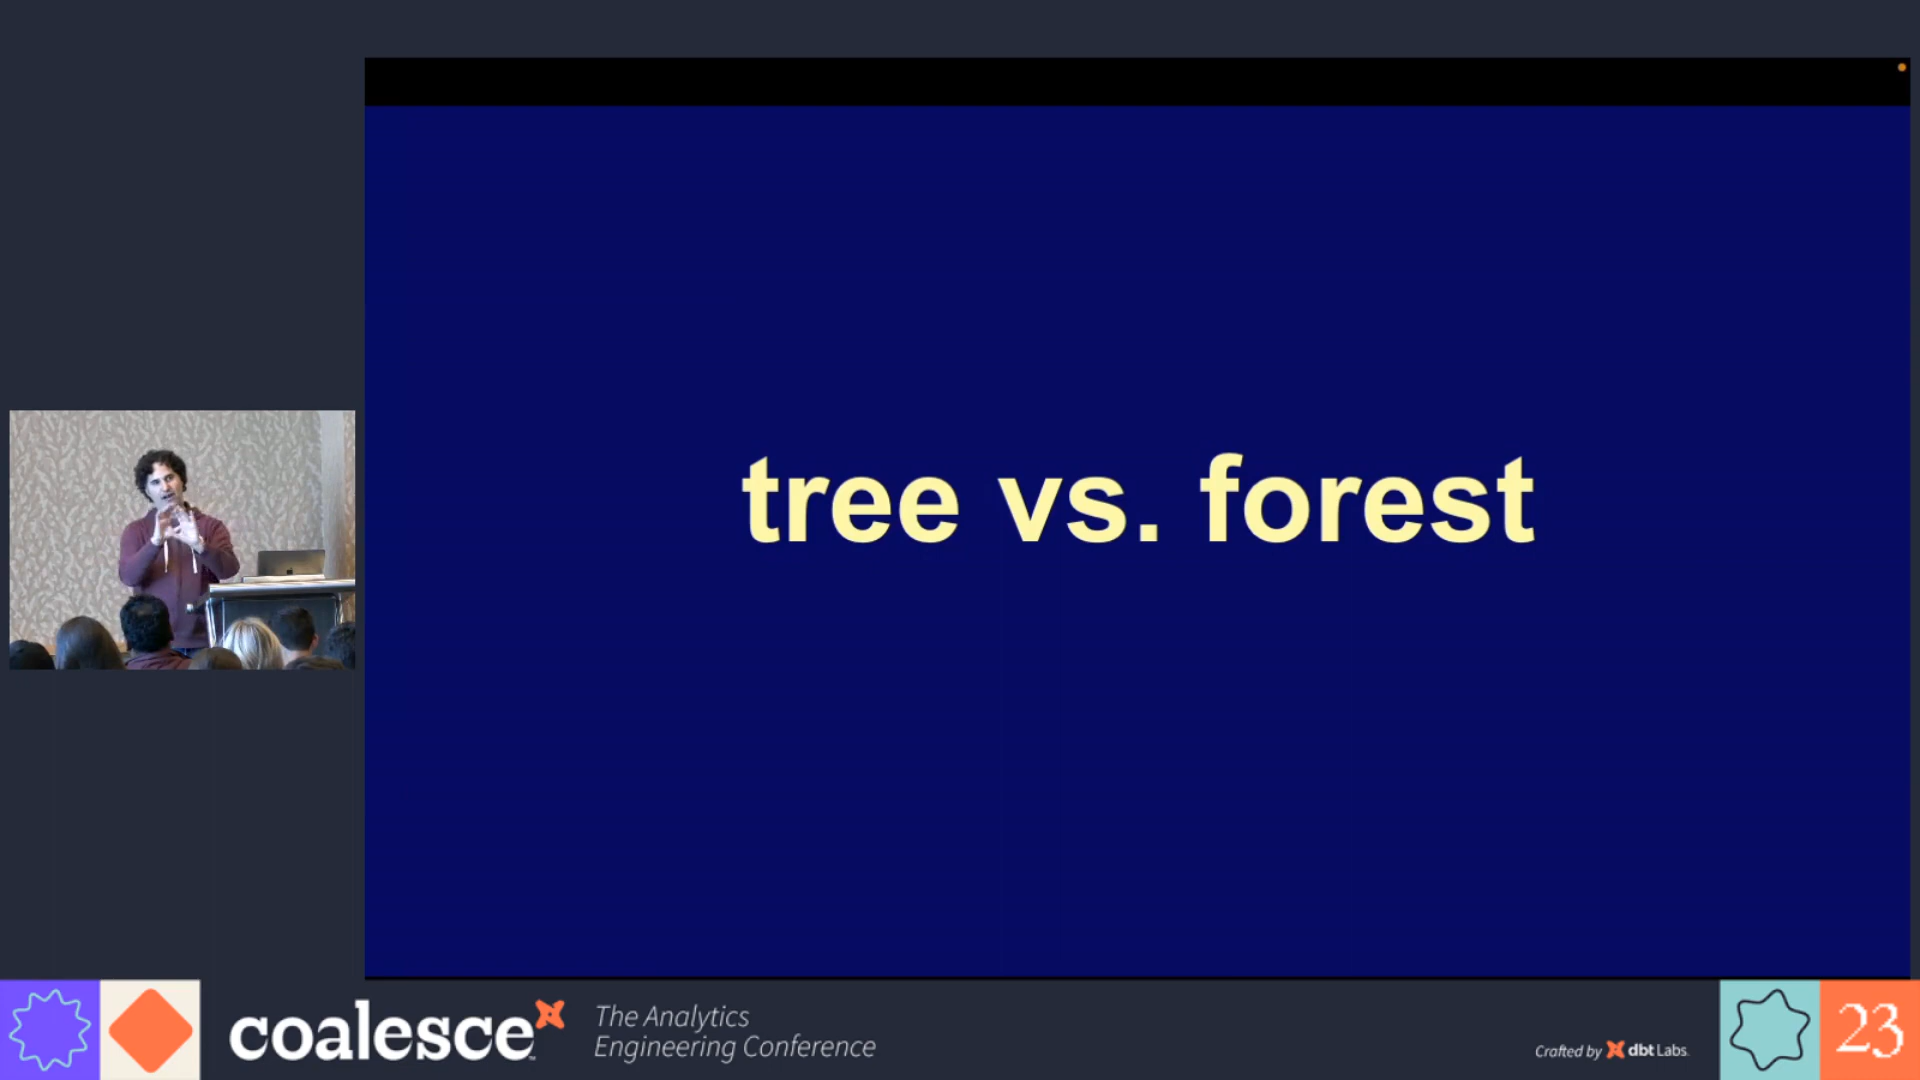 tree vs. forest
coalesce
The Analytics
Engineering Conference
Crafted by dbt Labs
23